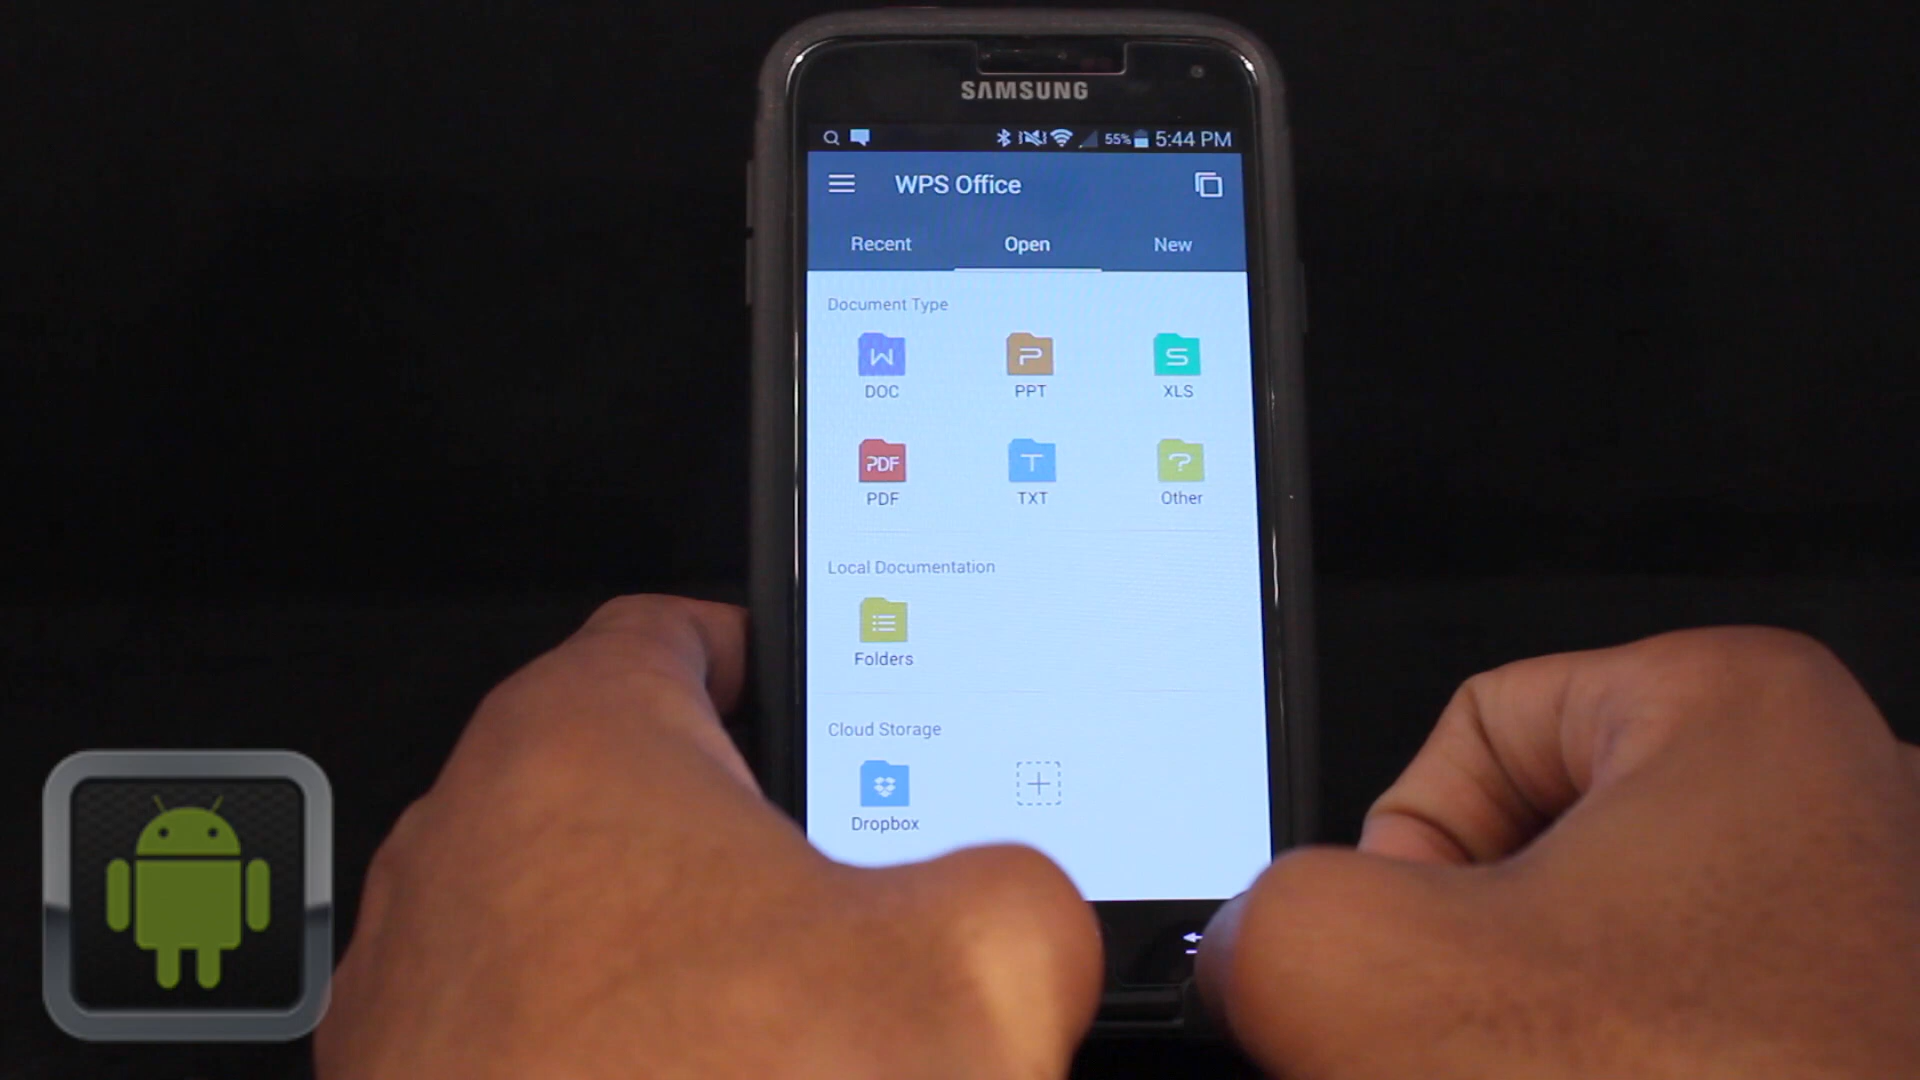 SAMSUNG
55% 5:44 PM
WPS Office
Recent Open New
Document Type
W P S
DOC PPT XLS
PDF T ?
PDF TXT Other
Local Documentation
Folders
Cloud Storage
Dropbox